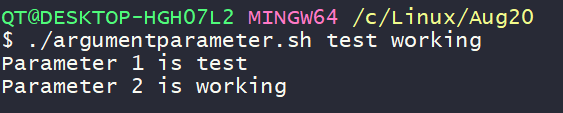 QT@DESKTOP-HGH07L2 MINGW64 /c/Linux/Aug20
$ ./argumentparameter.sh test working
Parameter 1 is test
Parameter 2 is working